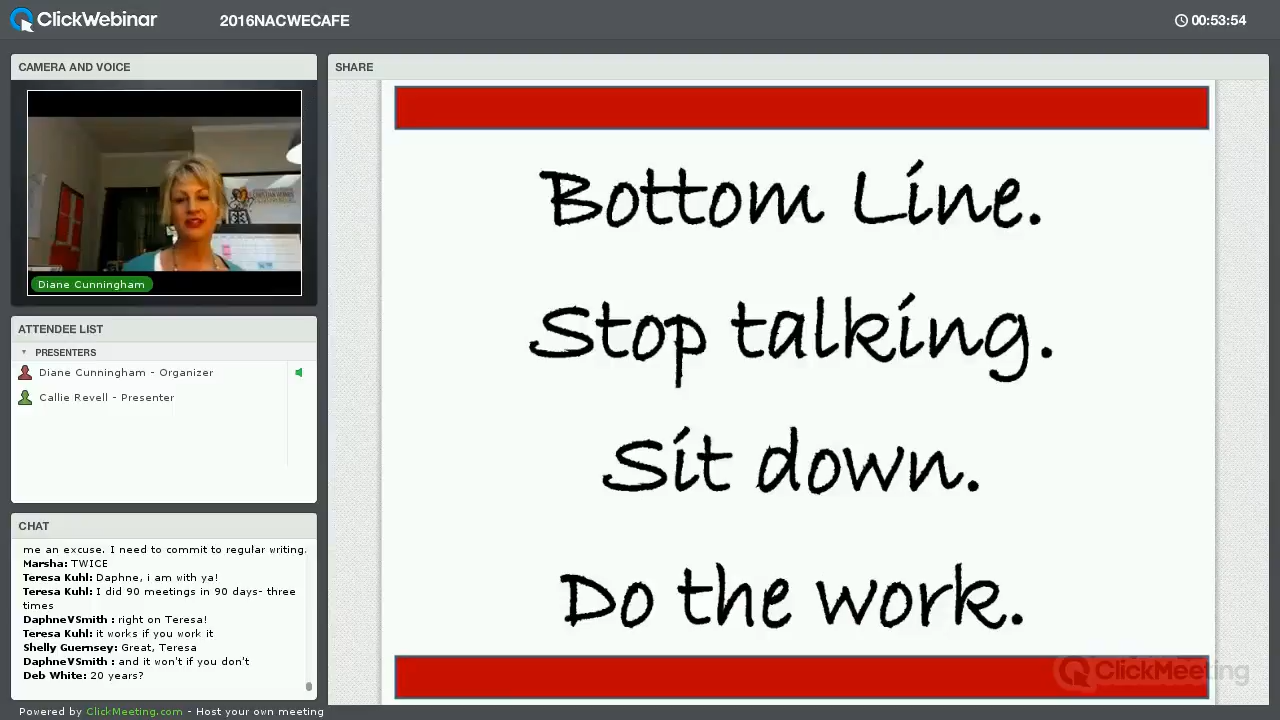 ClickWebinar
2016NACWECAFE
00:53:54
CAMERA AND VOICE
Diane Cunningham
ATTENDEE LIST
PRESENTERS
Diane Cunningham - Organizer
Callie Revell - Presenter
CHAT
me an excuse. I need to commit to regular writing.
Marsha: TWICE
Teresa Kuhl: Daphne, i am with ya!
Teresa Kuhl: I did 90 meetings in 90 days- three
times
DaphneVSmith : right on Teresa!
Teresa Kuhl: it works if you work it
Shelly Brenner: Great, Teresa
DaphneVSmith : and it won't if you don't
Deb White: 20 years
SHARE
Bottom Line.
Stop talking.
Sit down.
Do the work.
ClickMeeting
Powered by ClickMeeting.com - Host your own meeting